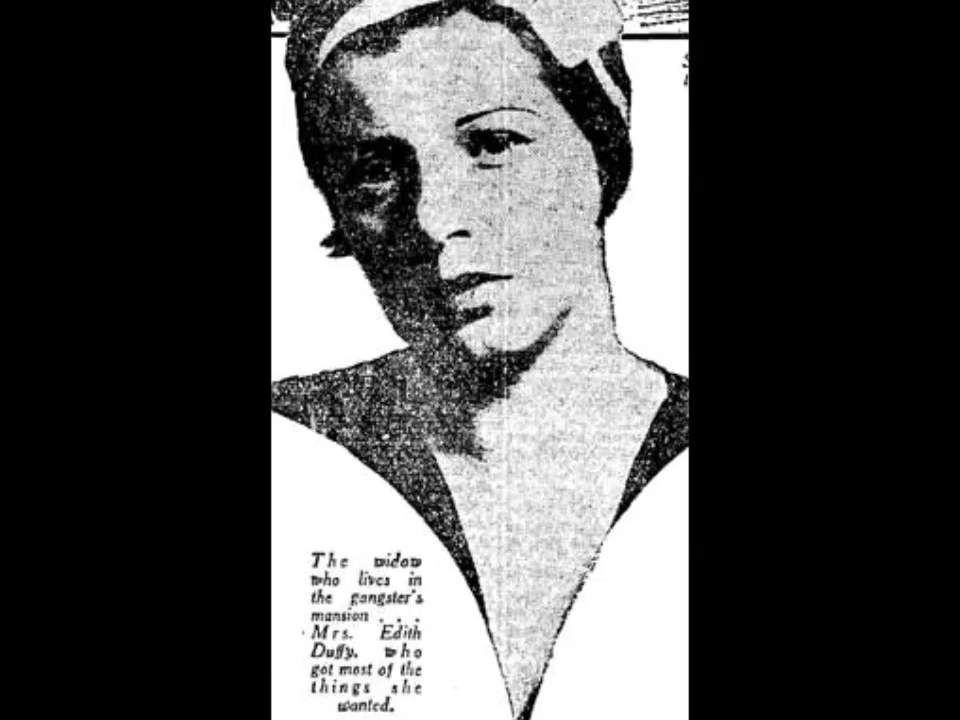 The widow
who lives in
the gangster's
mansion . . .
Mrs. Edith
Duffy, who
got most of the
things she
wanted.